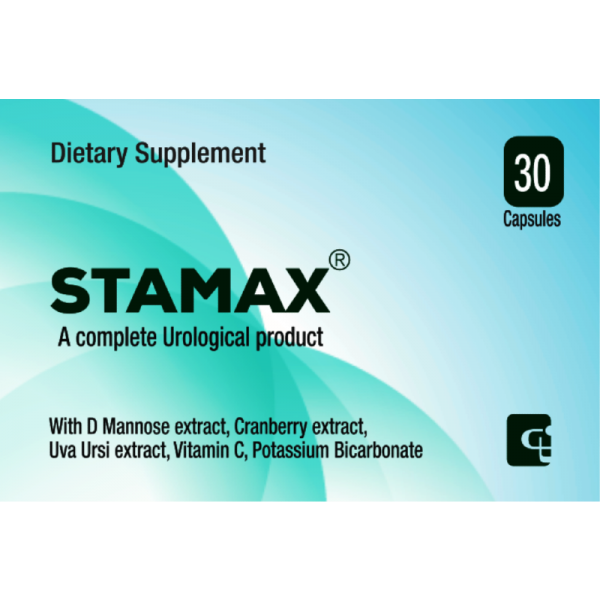 Dietary Supplement
30
Capsules
STAMAX®
A complete Urological product
With D Mannose extract, Cranberry extract,
Uva Ursi extract, Vitamin C, Potassium Bicarbonate